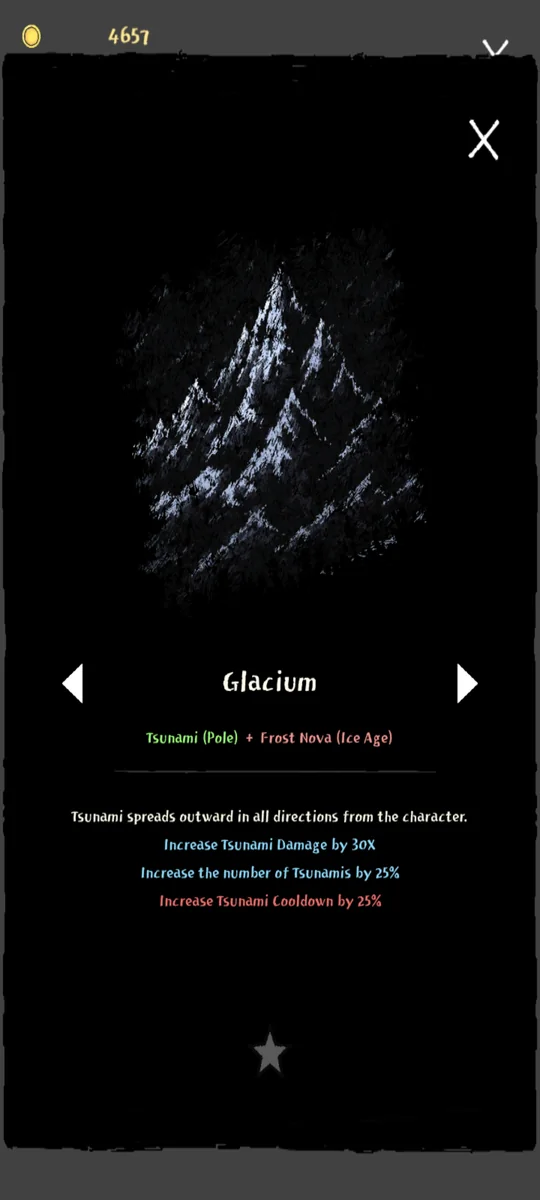 4657
X
Glacium
Tsunami (Pole) + Frost Nova (Ice Age)
Tsunami spreads outward in all directions from the character.
Increase Tsunami Damage by 30X
Increase the number of Tsunamis by 25%
Increase Tsunami Cooldown by 25%